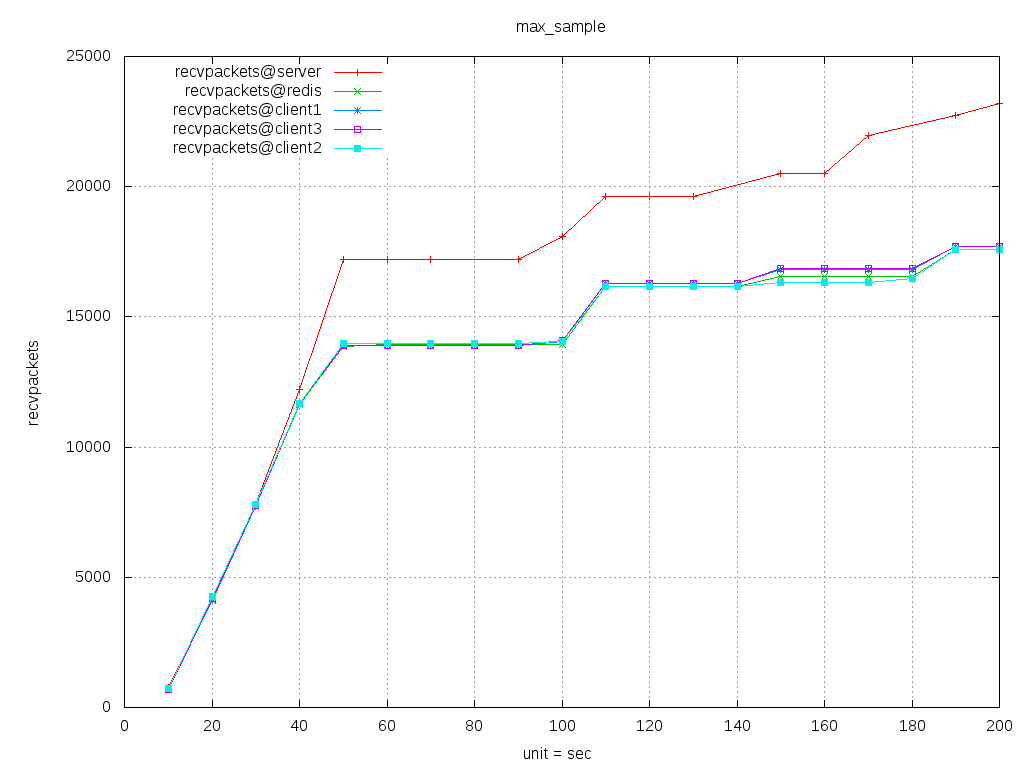 max_sample
25000
20000
15000
10000
5000
0
recvpackets
recvpackets@server
recvpackets@redis
recvpackets@client1
recvpackets@client3
recvpackets@client2
0 20 40 60 80 100 120 140 160 180 200
unit = sec